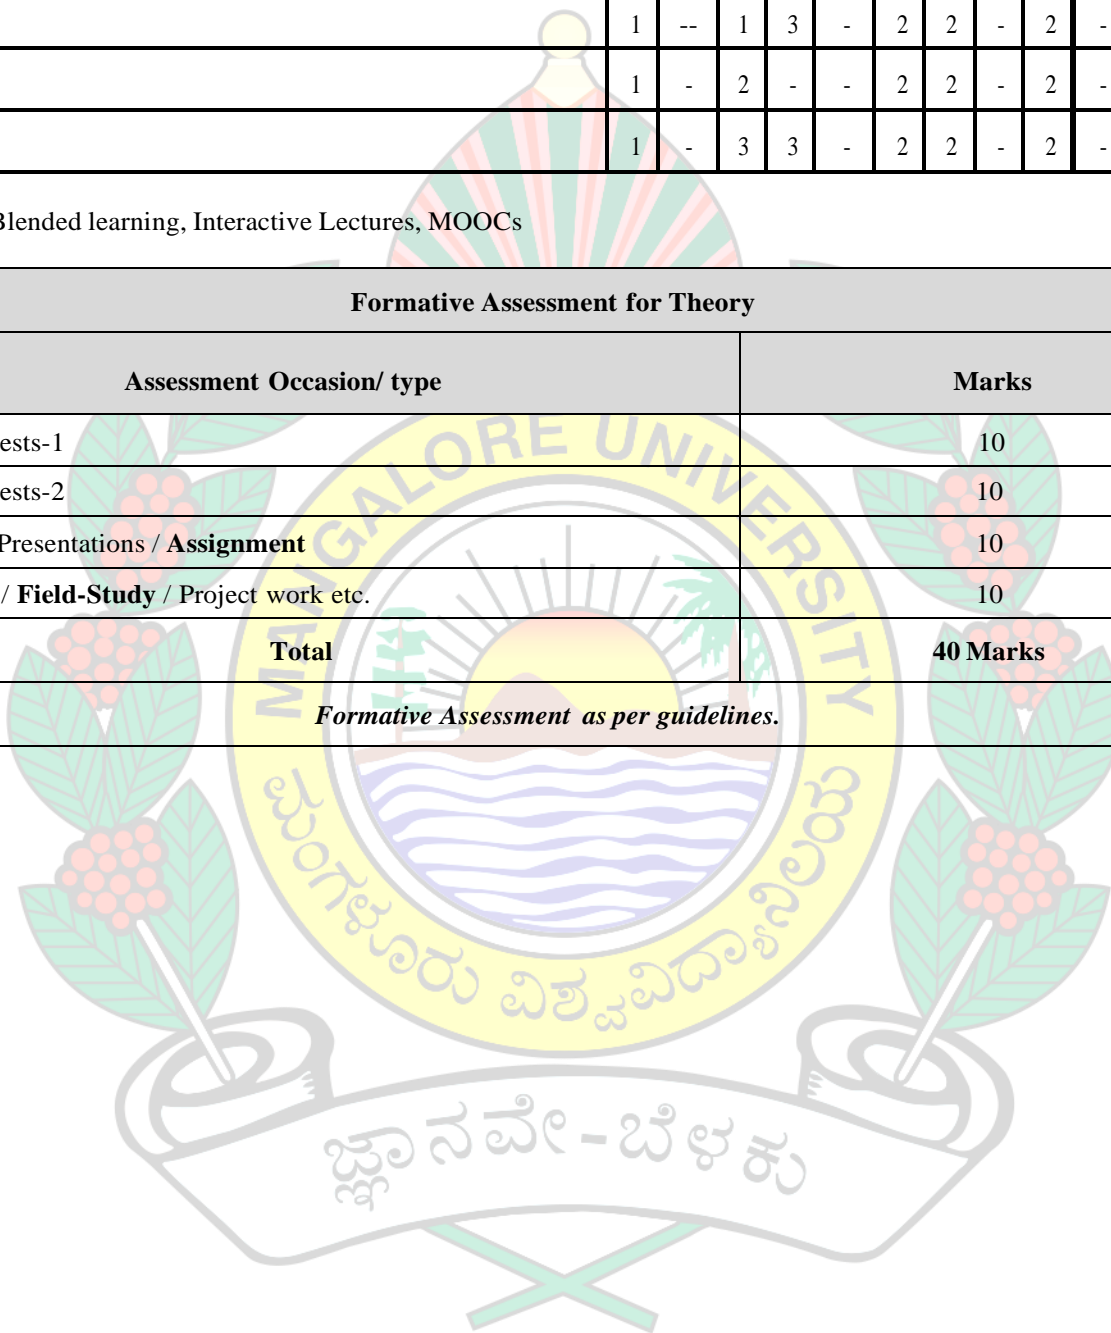 1 -- 1 3 - 2 2 - 2 -
1 - 2 - - 2 2 - 2 -
1 - 3 3 - 2 2 - 2 -
Blended learning, Interactive Lectures, MOOCs
Formative Assessment for Theory
Assessment Occasion/ type Marks
ests-1 10
ests-2 10
Presentations / Assignment 10
/ Field-Study / Project work etc. 10
Total 40 Marks
Formative Assessment as per guidelines.
MANGALORE UNIVERSITY
ಮಂಗಳೂರು ವಿಶ್ವವಿದ್ಯಾನಿಲಯ
ಜ್ಞಾನವೇ-ಬೆಳಕು